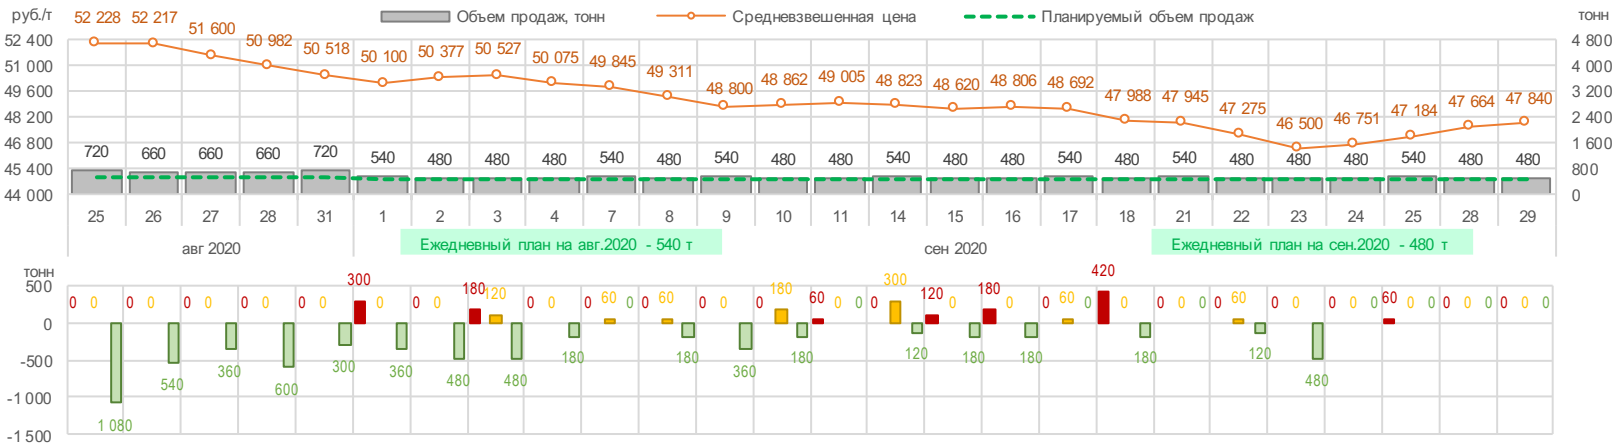 руб./т
Объем продаж, тонн
Средневзвешенная цена
Планируемый объем продаж
тонн
52 228 52 217 51 600 50 982 50 518 50 100 50 377 50 527 50 075 49 845 49 311 48 800 48 862 49 005 48 823 48 620 48 806 48 692 47 988 47 945 47 275 46 500 46 751 47 184 47 664 47 840
52 400
51 000
49 600
48 200
46 800
45 400
44 000
4 800
4 000
3 200
2 400
1 600
800
0
720 660 660 660 720 540 480 480 480 540 480 540 480 480 540 480 480 540 480 540 480 480 480 540 480 480
25 26 27 28 31 1 2 3 4 7 8 9 10 11 14 15 16 17 18 21 22 23 24 25 28 29
авг 2020
Ежедневный план на авг.2020 - 540 т
сен 2020
Ежедневный план на сен.2020 - 480 т
тонн
500
0
-500
-1 000
-1 500
300 180 120 60 60 180 60 300 120 180 60 420 60 60
0 0 0 0 0 0 0 0 0 0 0 0 0 0 0 0 0 0 0 0 0 0 0 0 0 0 0 0 0 0 0 0 0 0 0 0 0 0 0 0 0 0 0 0 0 0 0 0
1 080 540 360 600 300 360 480 480 180 180 360 180 120 180 180 180 120 480